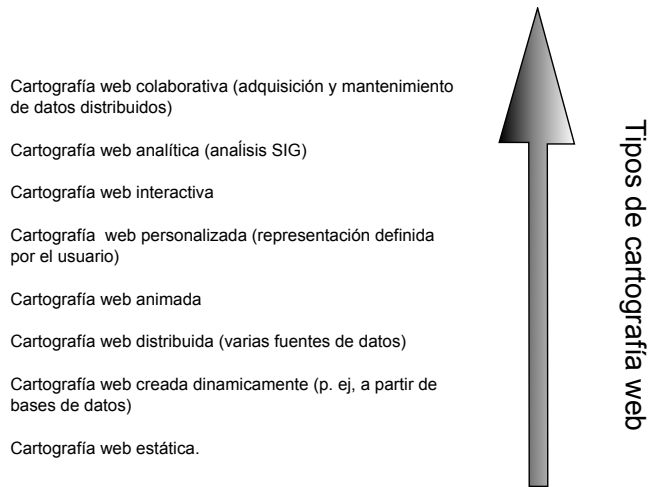 Cartografía web colaborativa (adquisición y mantenimiento
de datos distribuidos)
Cartografía web analítica (anaĺisis SIG)
Cartografía web interactiva
Cartografía  web personalizada (representación definida
por el usuario)
Cartografía web animada
Cartografía web distribuida (varias fuentes de datos)
Cartografía web creada dinamicamente (p. ej, a partir de
bases de datos)
Cartografía web estática.
Tipos de cartografía web